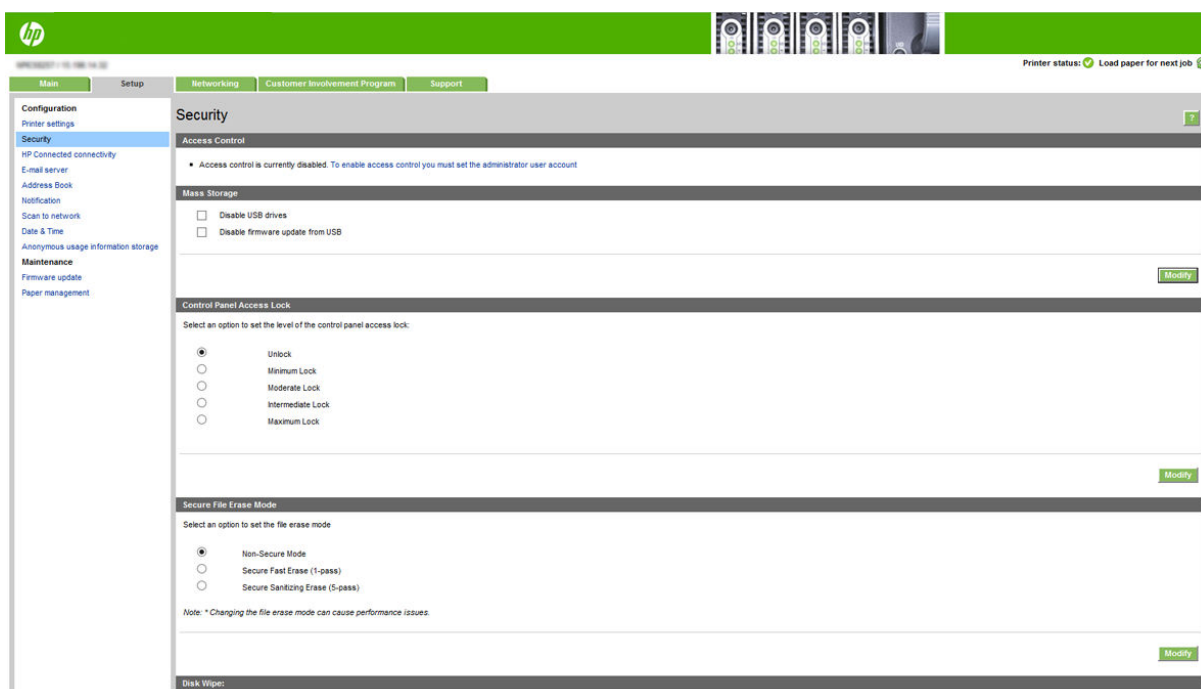 hp
Printer status: Load paper for next job
Main Setup Networking Customer Involvement Program Support
Configuration
Printer settings
Security
HP Connected connectivity
E-mail server
Address Book
Notification
Scan to network
Date & Time
Anonymous usage information storage
Maintenance
Firmware update
Paper management
Security
?
Access Control
Access control is currently disabled. To enable access control you must set the administrator user account
Mass Storage
Disable USB drives
Disable firmware update from USB
Modify
Control Panel Access Lock
Select an option to set the level of the control panel access lock:
Unlock
Minimum Lock
Moderate Lock
Intermediate Lock
Maximum Lock
Modify
Secure File Erase Mode
Select an option to set the file erase mode
Non-Secure Mode
Secure Fast Erase (1-pass)
Secure Sanitizing Erase (5-pass)
Note: * Changing the file erase mode can cause performance issues.
Modify
Disk Wipe: